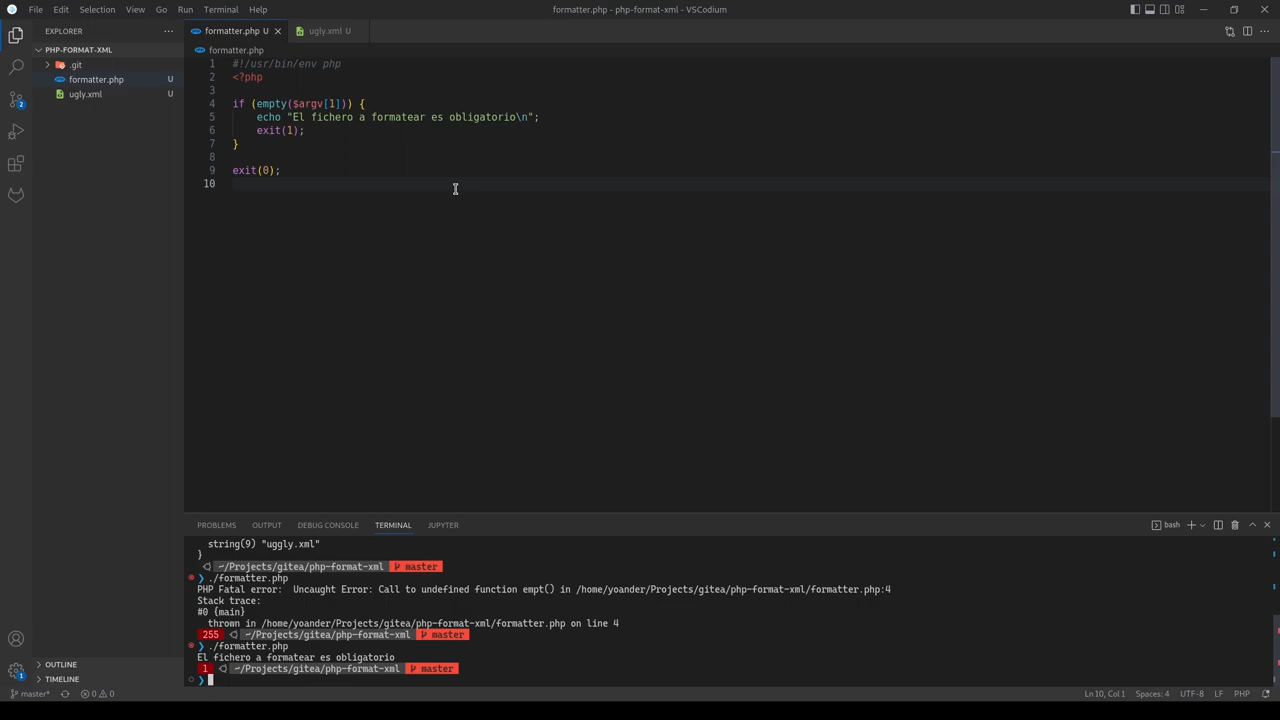 File Edit Selection View Go Run Terminal Help
formatter.php - php-format-xml - VSCodium
EXPLORER
PHP-FORMAT-XML
.git
formatter.php U
ugly.xml U
OUTLINE
TIMELINE
formatter.php U
ugly.xml U
formatter.php
1 #!/usr/bin/env php
2 <?php
3
4 if (empty($argv[1])) {
5 echo "El fichero a formatear es obligatorio\n";
6 exit(1);
7 }
8
9 exit(0);
10
PROBLEMS OUTPUT DEBUG CONSOLE TERMINAL JUPYTER
bash
string(9) "uggly.xml"
}
~/Projects/gitea/php-format-xml master
❯ ./formatter.php
PHP Fatal error: Uncaught Error: Call to undefined function empt() in /home/yoander/Projects/gitea/php-format-xml/formatter.php:4
Stack trace:
#0 {main}
thrown in /home/yoander/Projects/gitea/php-format-xml/formatter.php on line 4
255 ~/Projects/gitea/php-format-xml master
❯ ./formatter.php
El fichero a formatear es obligatorio
1 ~/Projects/gitea/php-format-xml master
❯
2
1
master* 0 0
Ln 10, Col 1 Spaces: 4 UTF-8 LF PHP